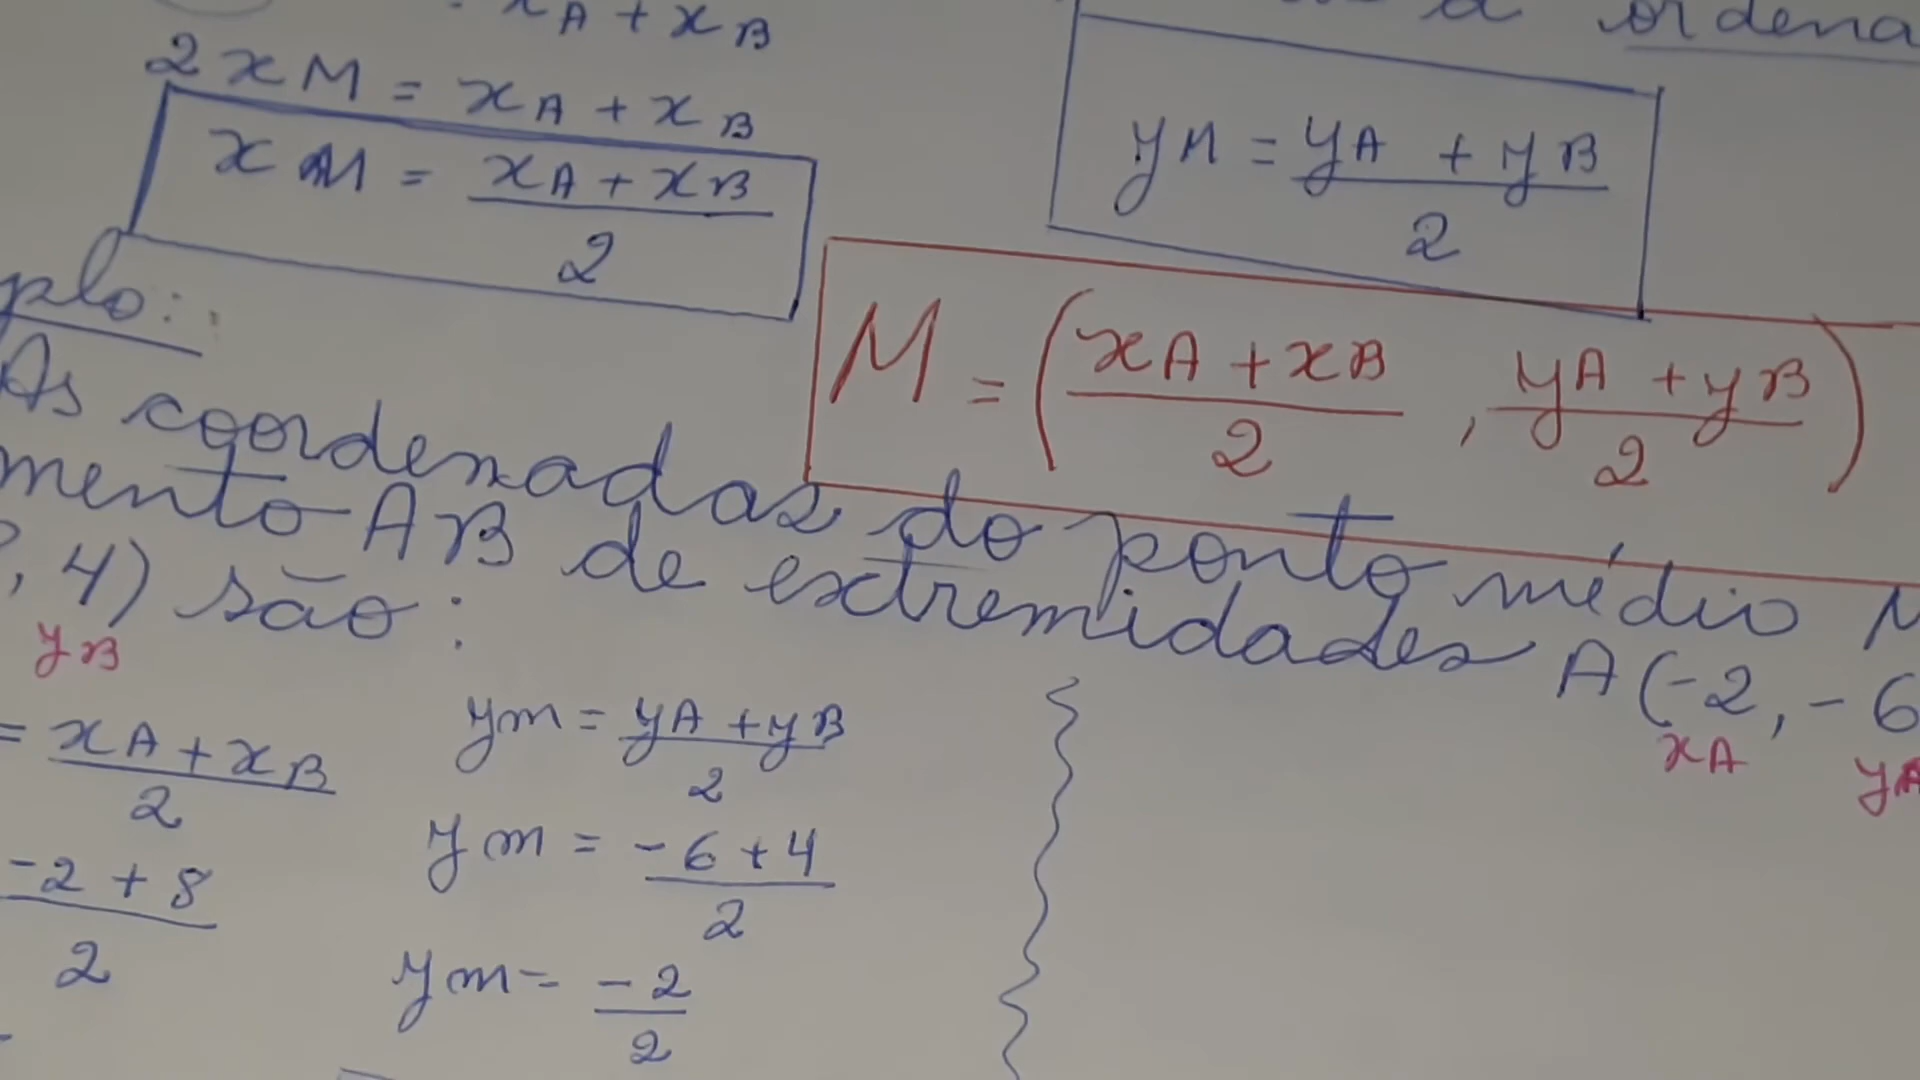 xA + xB
2xM = xA + xB
xM = xA + xB / 2
ordena
yM = yA + yB / 2
plo:
M = (xA + xB / 2 , yA + yB / 2)
As coordenadas do ponto médio M
mento AB de extremidades A(-2, -6
, 4) são:
xA yA
yB
= xA + xB / 2
-2 + 8 / 2
ym = yA + yB / 2
ym = -6 + 4 / 2
ym = -2 / 2